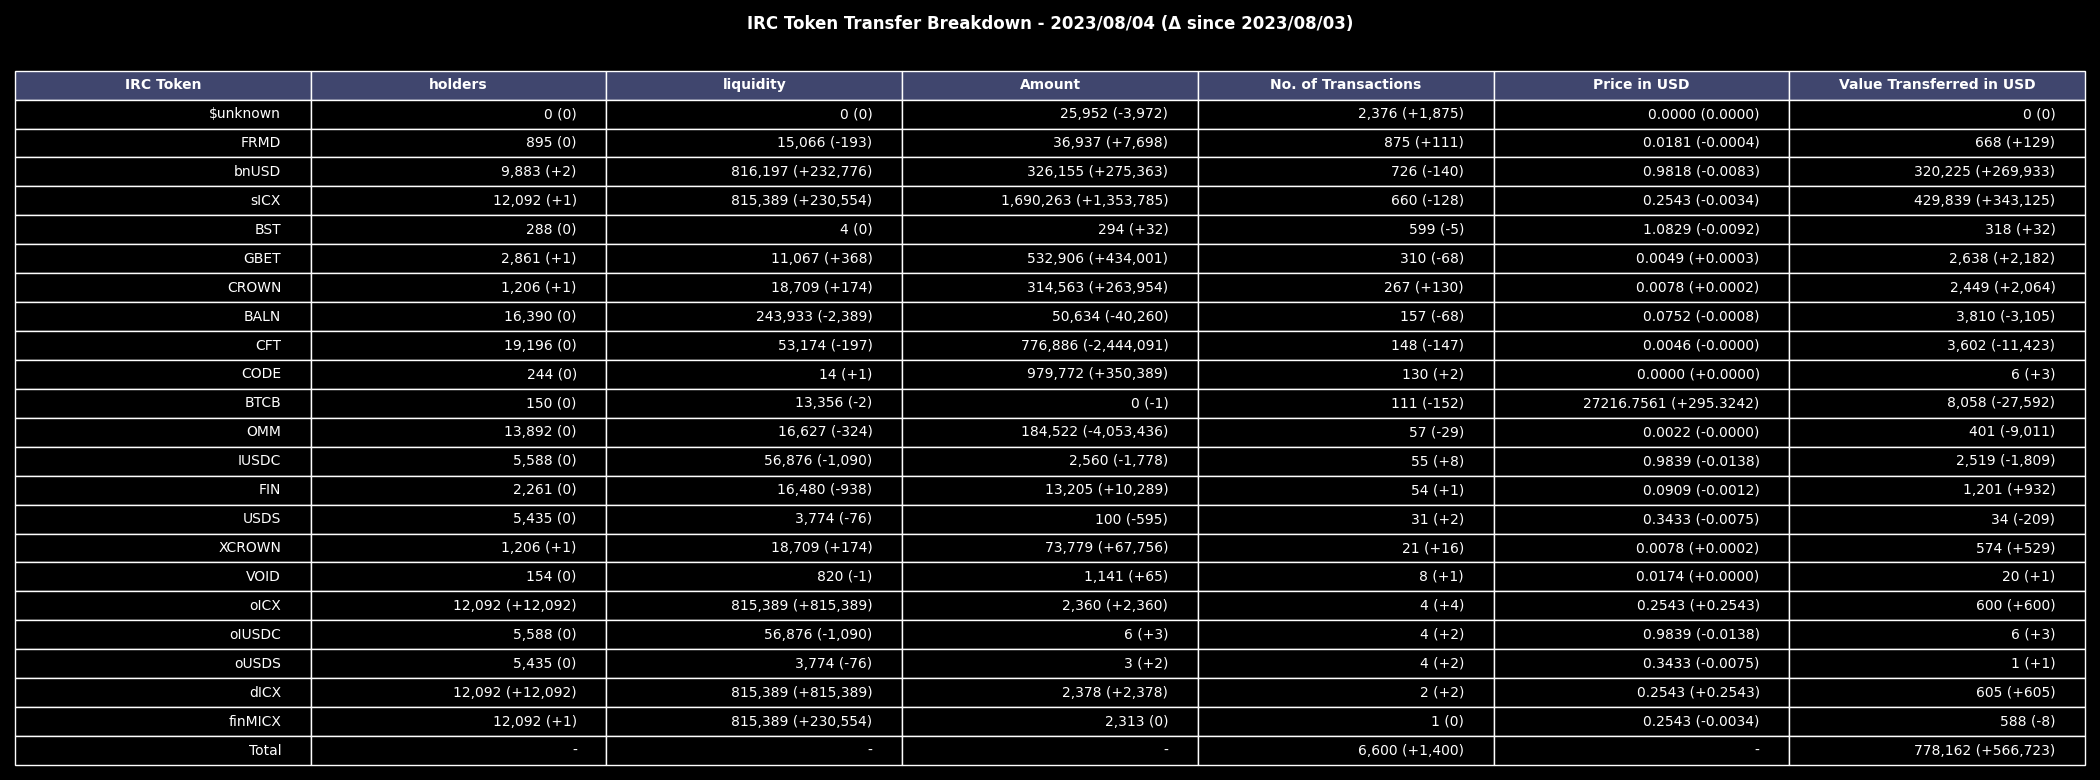 IRC Token Transfer Breakdown - 2023/08/04 (Δ since 2023/08/03)
IRC Token holders liquidity Amount No. of Transactions Price in USD Value Transferred in USD
$unknown 0 (0) 0 (0) 25,952 (-3,972) 2,376 (+1,875) 0.0000 (0.0000) 0 (0)
FRMD 895 (0) 15,066 (-193) 36,937 (+7,698) 875 (+111) 0.0181 (-0.0004) 668 (+129)
bnUSD 9,883 (+2) 816,197 (+232,776) 326,155 (+275,363) 726 (-140) 0.9818 (-0.0083) 320,225 (+269,933)
sICX 12,092 (+1) 815,389 (+230,554) 1,690,263 (+1,353,785) 660 (-128) 0.2543 (-0.0034) 429,839 (+343,125)
BST 288 (0) 4 (0) 294 (+32) 599 (-5) 1.0829 (-0.0092) 318 (+32)
GBET 2,861 (+1) 11,067 (+368) 532,906 (+434,001) 310 (-68) 0.0049 (+0.0003) 2,638 (+2,182)
CROWN 1,206 (+1) 18,709 (+174) 314,563 (+263,954) 267 (+130) 0.0078 (+0.0002) 2,449 (+2,064)
BALN 16,390 (0) 243,933 (-2,389) 50,634 (-40,260) 157 (-68) 0.0752 (-0.0008) 3,810 (-3,105)
CFT 19,196 (0) 53,174 (-197) 776,886 (-2,444,091) 148 (-147) 0.0046 (-0.0000) 3,602 (-11,423)
CODE 244 (0) 14 (+1) 979,772 (+350,389) 130 (+2) 0.0000 (+0.0000) 6 (+3)
BTCB 150 (0) 13,356 (-2) 0 (-1) 111 (-152) 27216.7561 (+295.3242) 8,058 (-27,592)
OMM 13,892 (0) 16,627 (-324) 184,522 (-4,053,436) 57 (-29) 0.0022 (-0.0000) 401 (-9,011)
IUSDC 5,588 (0) 56,876 (-1,090) 2,560 (-1,778) 55 (+8) 0.9839 (-0.0138) 2,519 (-1,809)
FIN 2,261 (0) 16,480 (-938) 13,205 (+10,289) 54 (+1) 0.0909 (-0.0012) 1,201 (+932)
USDS 5,435 (0) 3,774 (-76) 100 (-595) 31 (+2) 0.3433 (-0.0075) 34 (-209)
XCROWN 1,206 (+1) 18,709 (+174) 73,779 (+67,756) 21 (+16) 0.0078 (+0.0002) 574 (+529)
VOID 154 (0) 820 (-1) 1,141 (+65) 8 (+1) 0.0174 (+0.0000) 20 (+1)
oICX 12,092 (+12,092) 815,389 (+815,389) 2,360 (+2,360) 4 (+4) 0.2543 (+0.2543) 600 (+600)
oIUSDC 5,588 (0) 56,876 (-1,090) 6 (+3) 4 (+2) 0.9839 (-0.0138) 6 (+3)
oUSDS 5,435 (0) 3,774 (-76) 3 (+2) 4 (+2) 0.3433 (-0.0075) 1 (+1)
dICX 12,092 (+12,092) 815,389 (+815,389) 2,378 (+2,378) 2 (+2) 0.2543 (+0.2543) 605 (+605)
finMICX 12,092 (+1) 815,389 (+230,554) 2,313 (0) 1 (0) 0.2543 (-0.0034) 588 (-8)
Total - - - 6,600 (+1,400) - 778,162 (+566,723)